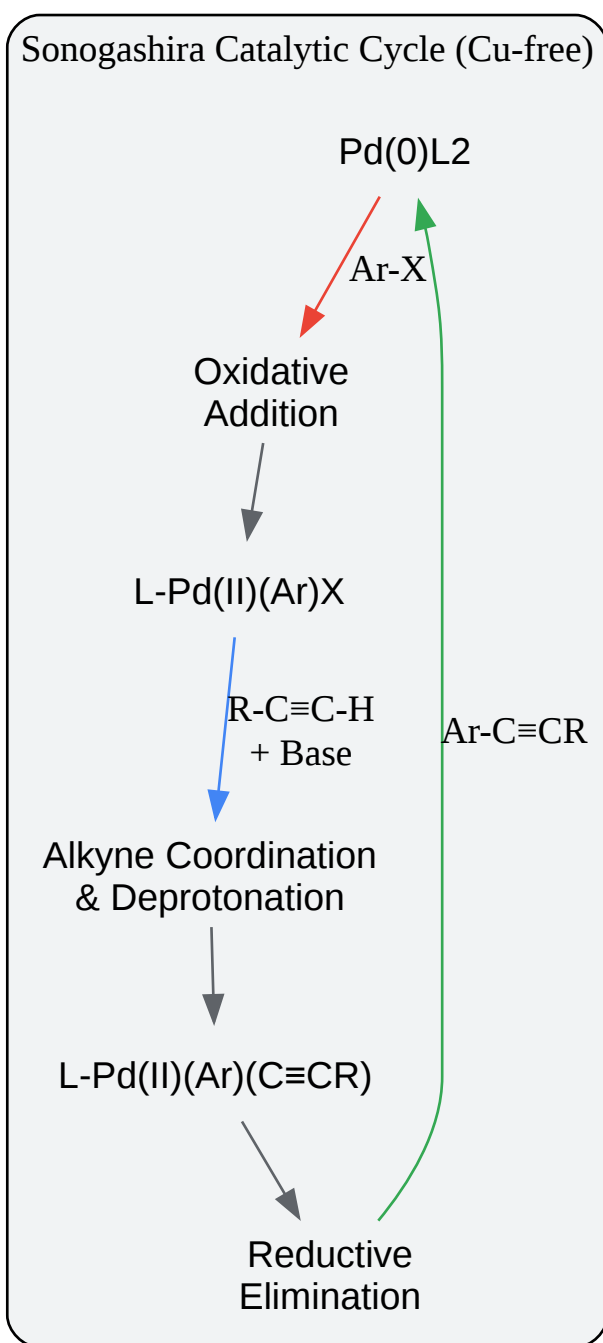 Sonogashira Catalytic Cycle (Cu-free)
Pd(0)L2
Ar-X
Oxidative
Addition
L-Pd(II)(Ar)X
R-C≡C-H
+ Base
Ar-C≡CR
Alkyne Coordination
& Deprotonation
L-Pd(II)(Ar)(C≡CR)
Reductive
Elimination